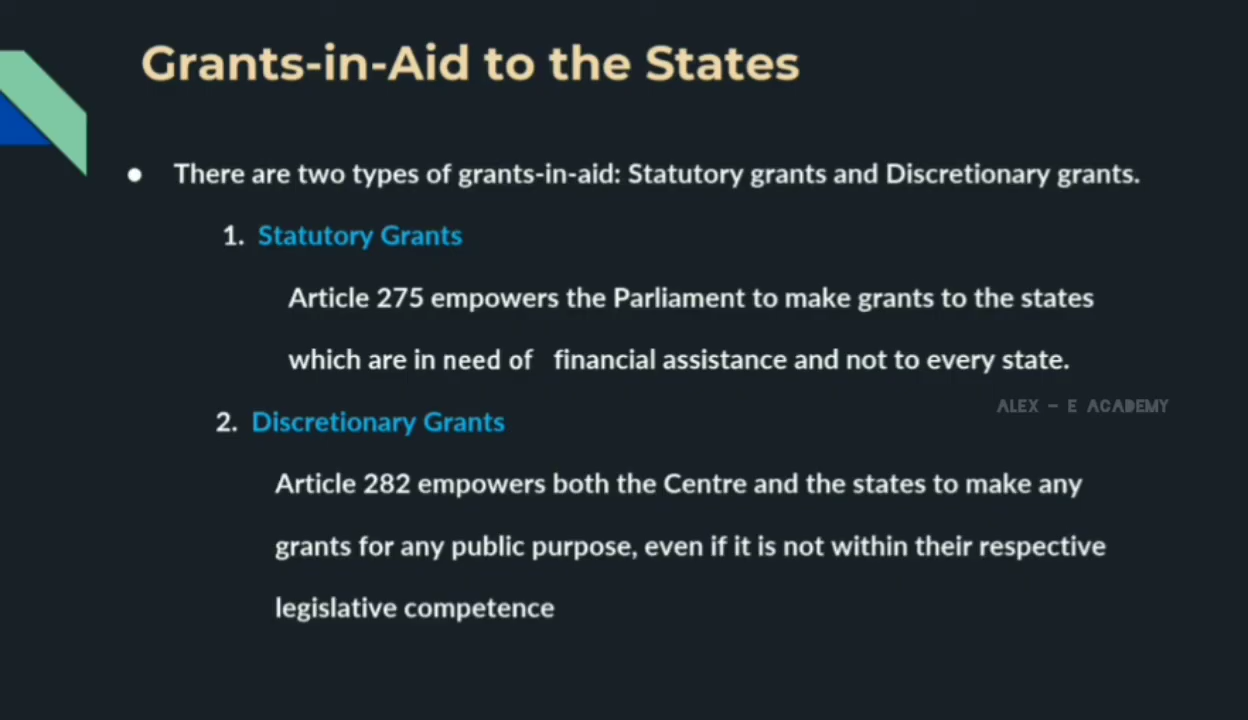 Grants-in-Aid to the States
● There are two types of grants-in-aid: Statutory grants and Discretionary grants.
1. Statutory Grants
Article 275 empowers the Parliament to make grants to the states
which are in need of financial assistance and not to every state.
ALEX – E ACADEMY
2. Discretionary Grants
Article 282 empowers both the Centre and the states to make any
grants for any public purpose, even if it is not within their respective
legislative competence